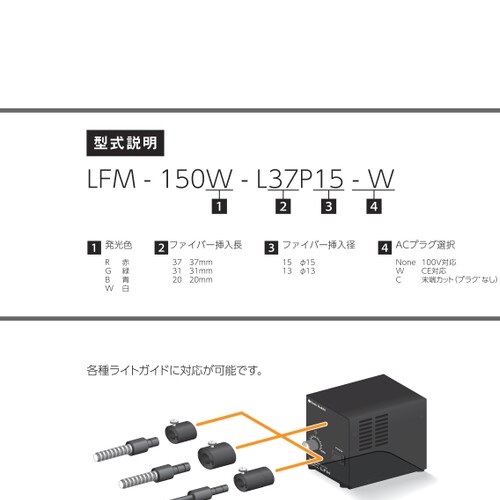 型式説明
LFM - 150W - L37P15 - W
1 2 3 4
1 発光色 2 ファイバー挿入長 3 ファイバー挿入径 4 ACプラグ選択
R 赤 37 37mm 15 φ15 None 100V対応
G 緑 31 31mm 13 φ13 W CE対応
B 青 20 20mm C 末端カット(プラグなし)
W 白
各種ライトガイドに対応が可能です。